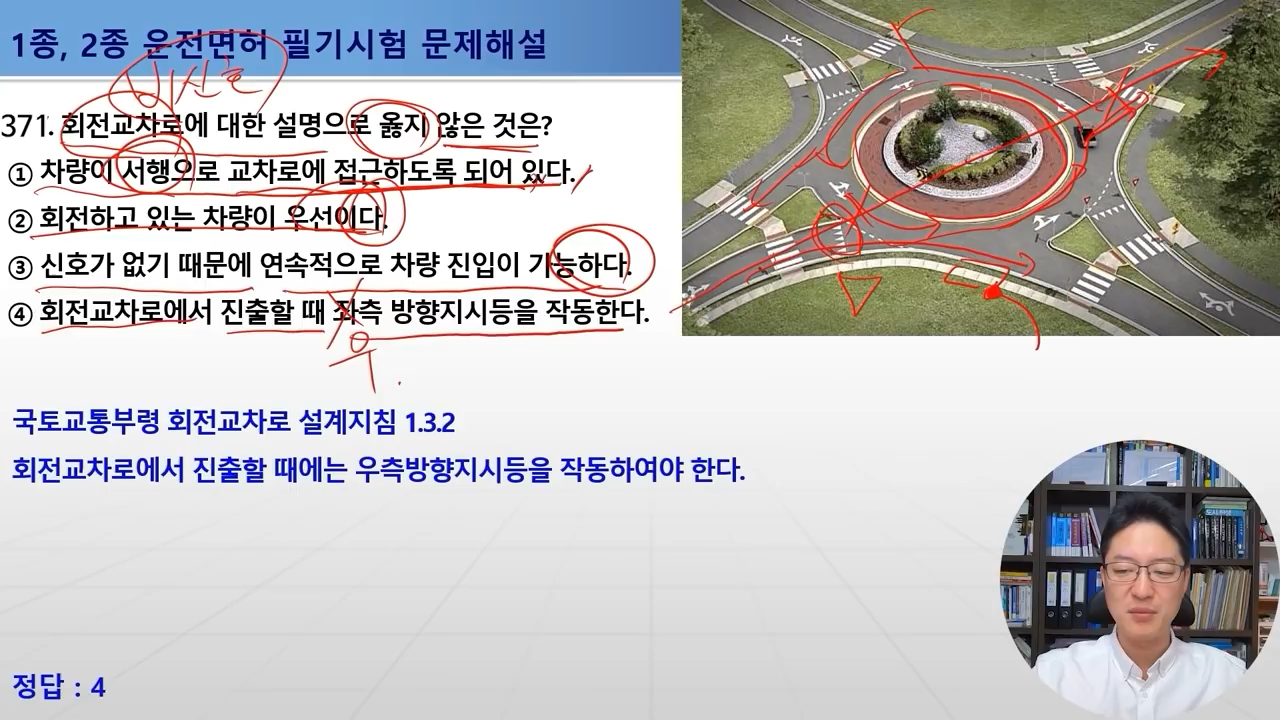 1종, 2종 운전면허 필기시험 문제해설
비신호
371. 회전교차로에 대한 설명으로 옳지 않은 것은?
① 차량이 서행으로 교차로에 접근하도록 되어 있다.
② 회전하고 있는 차량이 우선이다.
③ 신호가 없기 때문에 연속적으로 차량 진입이 가능하다.
④ 회전교차로에서 진출할 때 좌측 방향지시등을 작동한다.
우
국토교통부령 회전교차로 설계지침 1.3.2
회전교차로에서 진출할 때에는 우측방향지시등을 작동하여야 한다.
정답 : 4